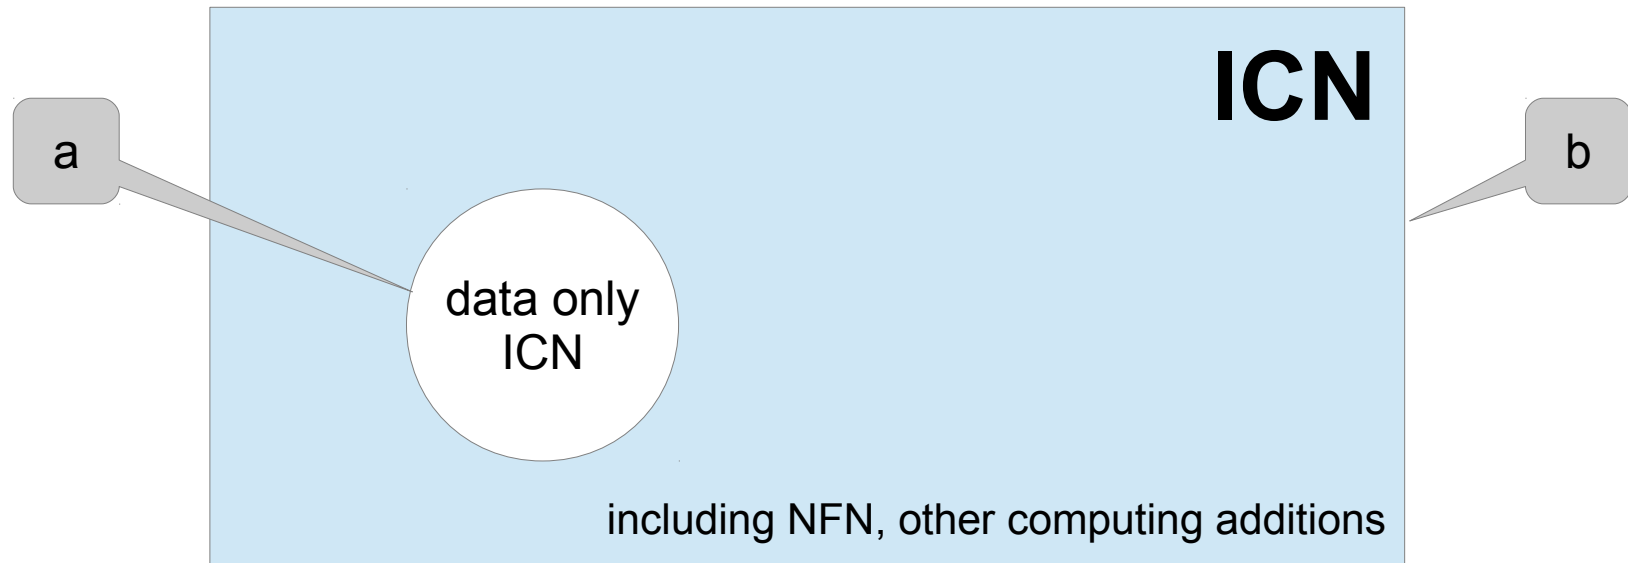 ICN
a
b
data only
ICN
including NFN, other computing additions